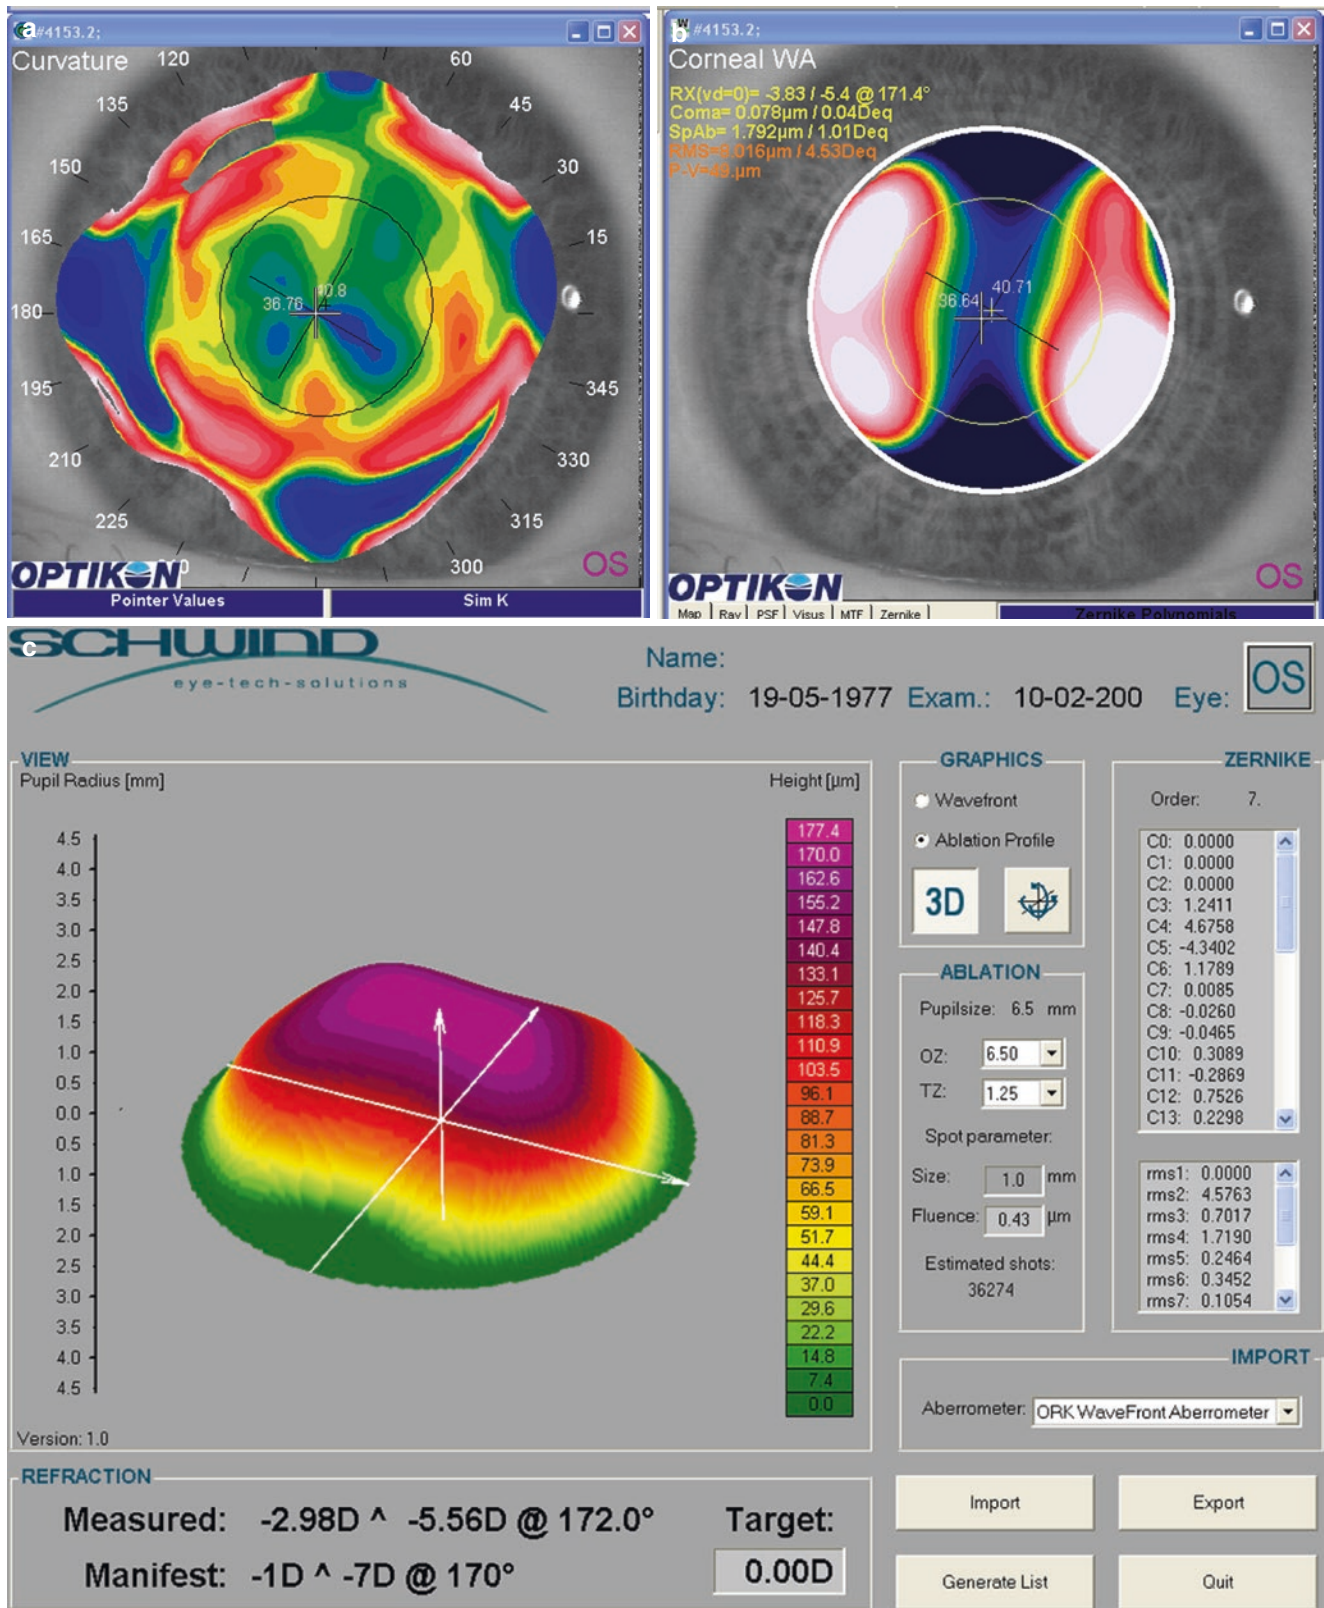 a #4153.2;
Curvature
120
60
135
45
150
30
165
15
36.76
180
195
345
210
330
225
315
300
OPTIKON
OS
Pointer Values
Sim K
b #4153.2;
Corneal WA
RX(vd=0)= -3.83 / -5.4 @ 171.4°
Coma= 0.078µm / 0.04Deq
SpAb= 1.792µm / 1.01Deq
P-V=49.µm
36.64
40.71
OPTIKON
OS
Map Ray PSF Visus MTF Zernike
Zernike Polynomials
c
SCHWIND
eye-tech-solutions
Name:
Birthday: 19-05-1977 Exam.: 10-02-200 Eye: OS
VIEW
Pupil Radius [mm]
Height [µm]
4.5
4.0
3.5
3.0
2.5
2.0
1.5
1.0
0.5
0.0
0.5
1.0
1.5
2.0
2.5
3.0
3.5
4.0
4.5
177.4
170.0
162.6
155.2
147.8
140.4
133.1
125.7
118.3
110.9
103.5
96.1
88.7
81.3
73.9
66.5
59.1
51.7
44.4
37.0
29.6
22.2
14.8
7.4
0.0
Version: 1.0
GRAPHICS
Wavefront
Ablation Profile
3D
ABLATION
Pupilsize: 6.5 mm
OZ: 6.50
TZ: 1.25
Spot parameter:
Size: 1.0 mm
Fluence: 0.43 µm
Estimated shots:
36274
ZERNIKE
Order: 7.
C0: 0.0000
C1: 0.0000
C2: 0.0000
C3: 1.2411
C4: 4.6758
C5: -4.3402
C6: 1.1789
C7: 0.0085
C8: -0.0260
C9: -0.0465
C10: 0.3089
C11: -0.2869
C12: 0.7526
C13: 0.2298
rms1: 0.0000
rms2: 4.5763
rms3: 0.7017
rms4: 1.7190
rms5: 0.2464
rms6: 0.3452
rms7: 0.1054
IMPORT
Aberrometer: ORK WaveFront Aberrometer
REFRACTION
Measured: -2.98D ^ -5.56D @ 172.0°
Manifest: -1D ^ -7D @ 170°
Target:
0.00D
Import
Export
Generate List
Quit